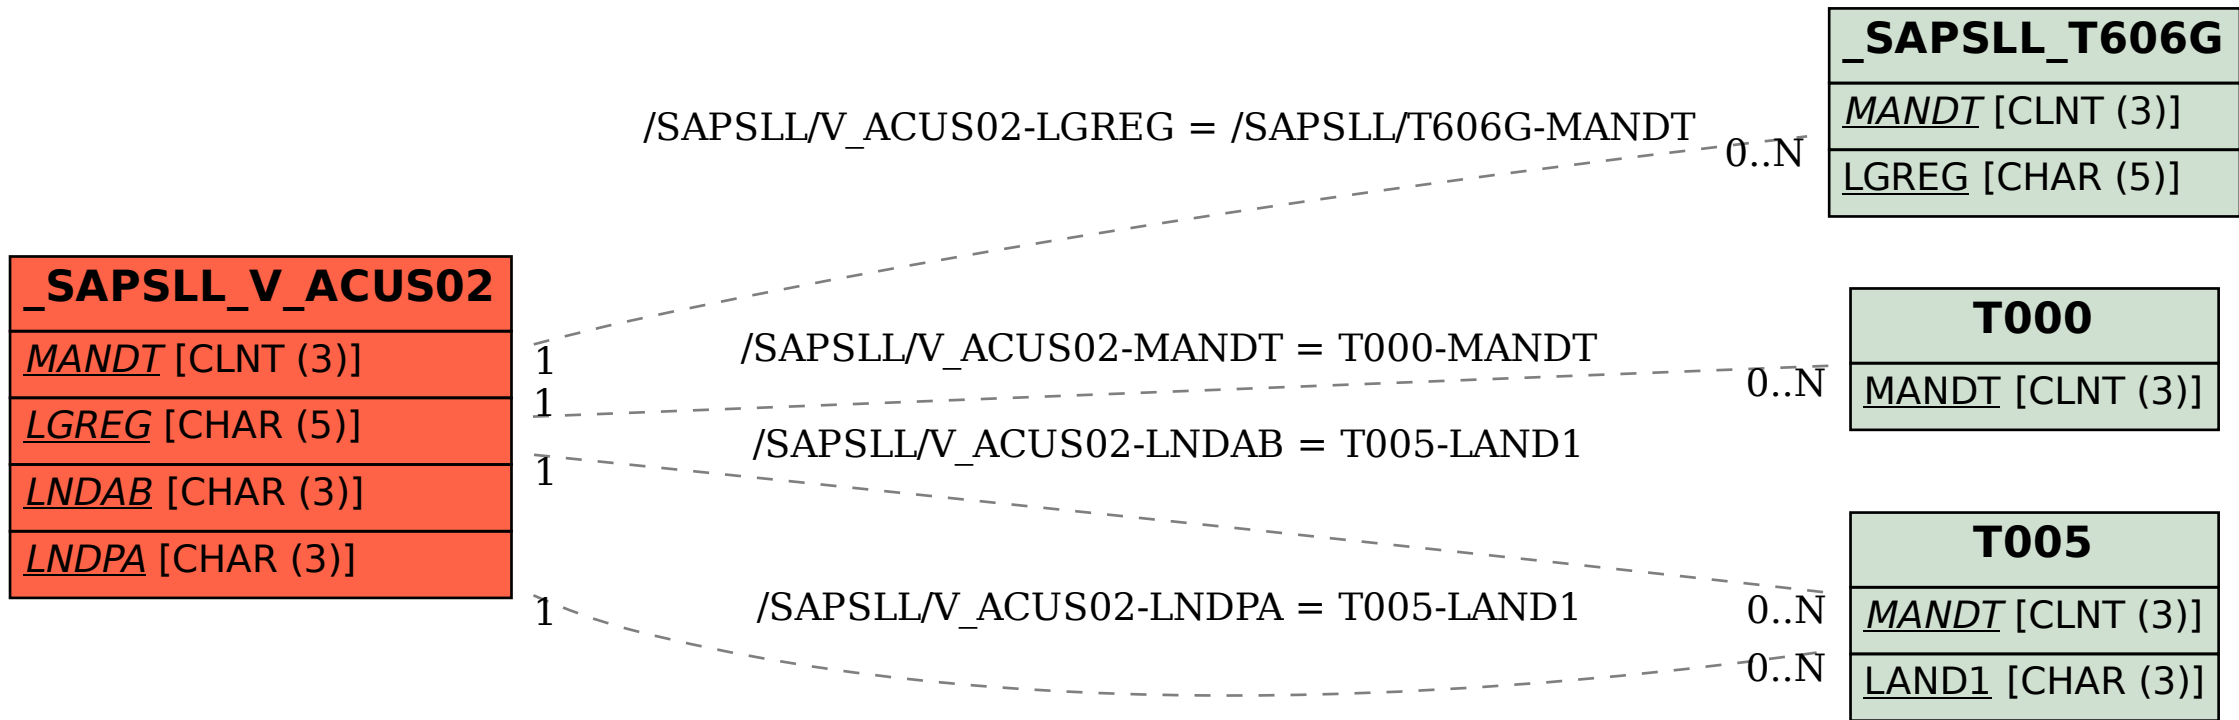 _SAPSLL_T606G
MANDT [CLNT (3)]
LGREG [CHAR (5)]
/SAPSLL/V_ACUS02-LGREG = /SAPSLL/T606G-MANDT
0..N
1
_SAPSLL_V_ACUS02
MANDT [CLNT (3)]
LGREG [CHAR (5)]
LNDAB [CHAR (3)]
LNDPA [CHAR (3)]
/SAPSLL/V_ACUS02-MANDT = T000-MANDT
0..N
1
T000
MANDT [CLNT (3)]
/SAPSLL/V_ACUS02-LNDAB = T005-LAND1
0..N
1
/SAPSLL/V_ACUS02-LNDPA = T005-LAND1
0..N
1
T005
MANDT [CLNT (3)]
LAND1 [CHAR (3)]